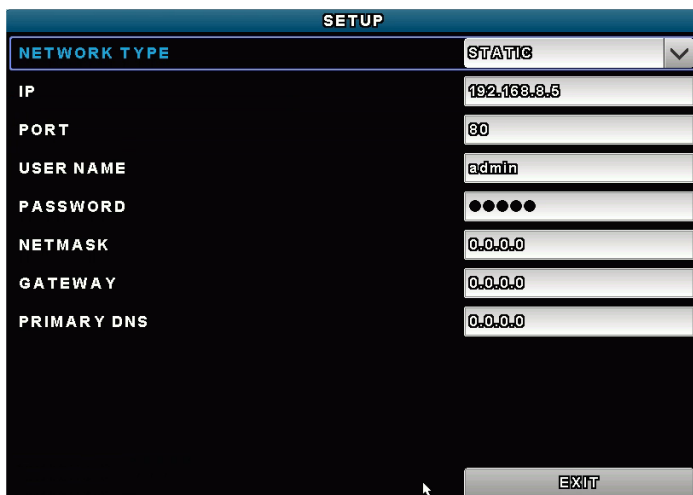 SETUP
NETWORK TYPE STATIC
IP 192.168.8.5
PORT 80
USER NAME admin
PASSWORD ●●●●●
NETMASK 0.0.0.0
GATEWAY 0.0.0.0
PRIMARY DNS 0.0.0.0
EXIT